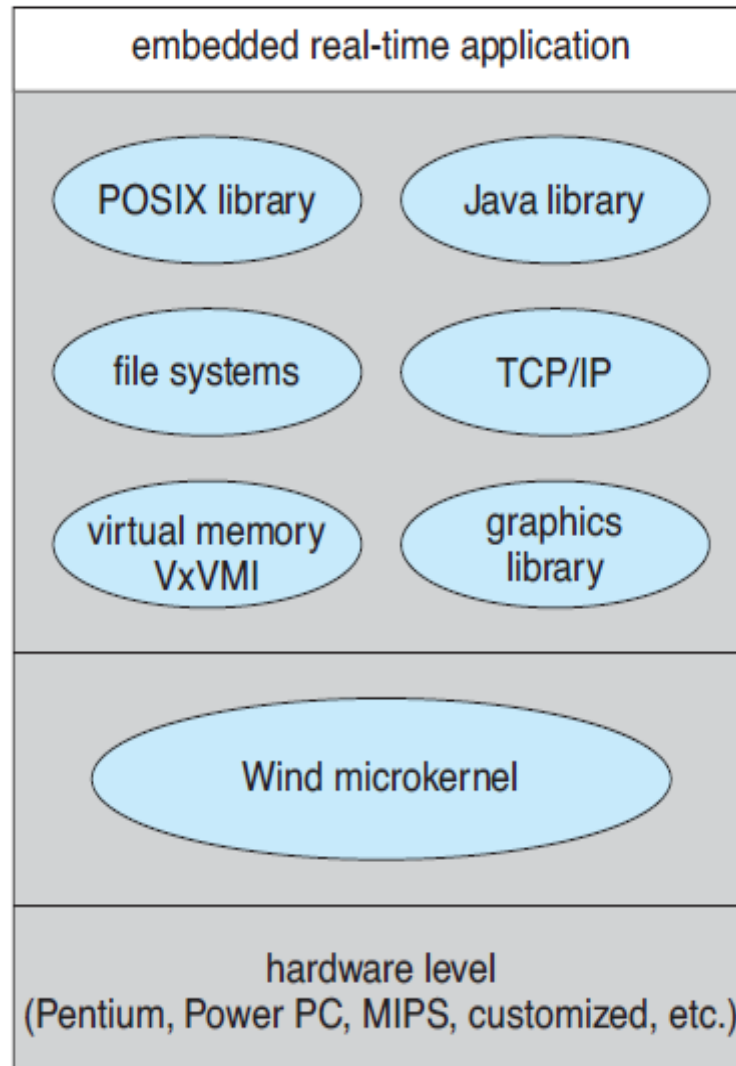 embedded real-time application
POSIX library
Java library
file systems
TCP/IP
virtual memory
VxVMI
graphics
library
Wind microkernel
hardware level
(Pentium, Power PC, MIPS, customized, etc.)